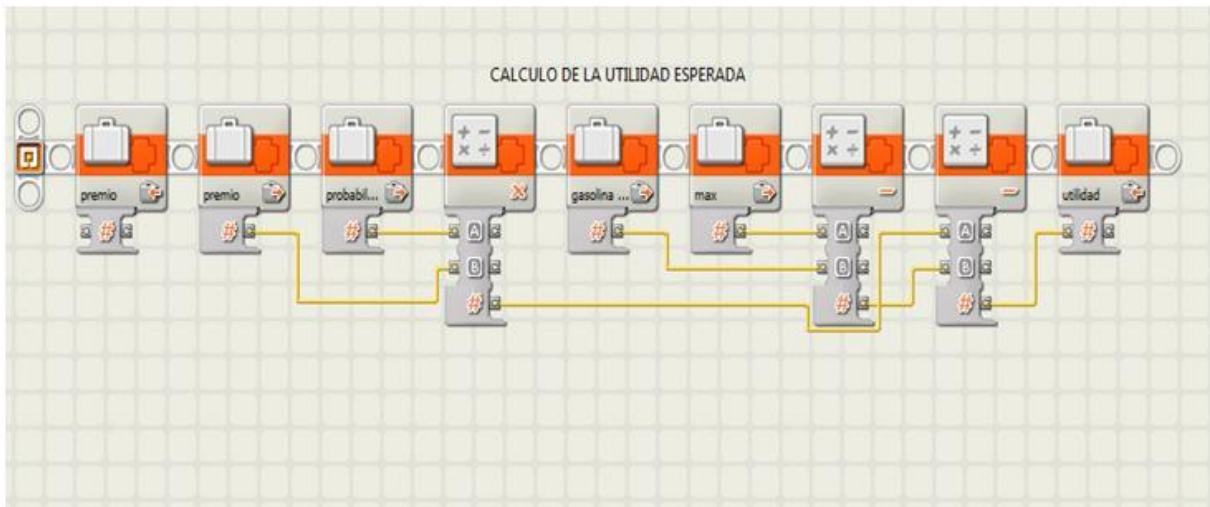 CALCULO DE LA UTILIDAD ESPERADA
premio
premio
probabil...
gasolina ...
max
utilidad
# # # A B # # # A B # A B # #